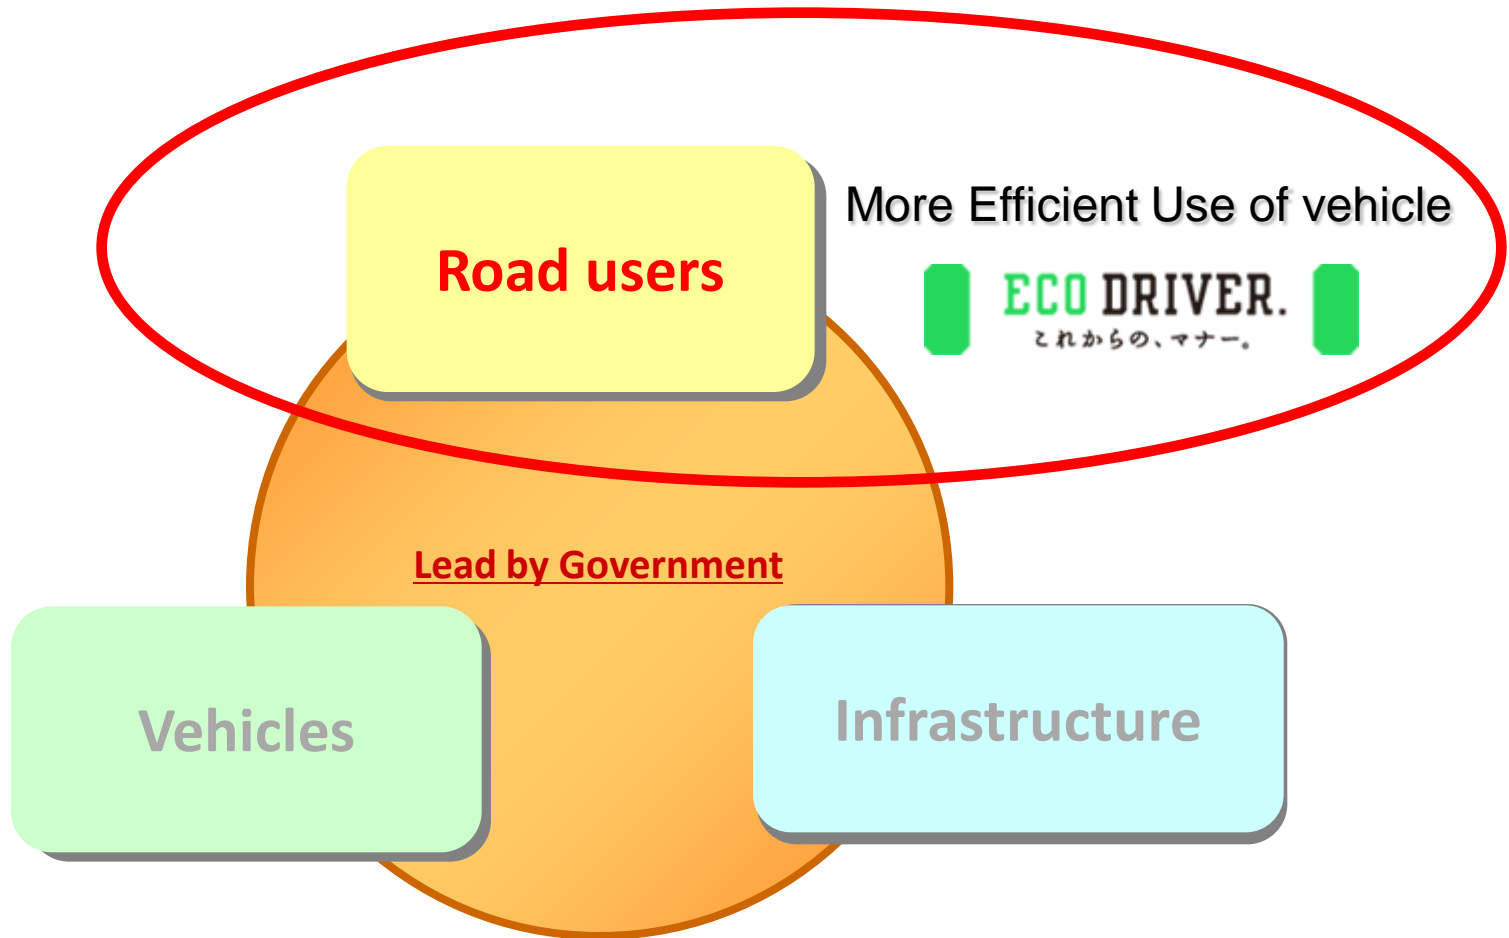 More Efficient Use of vehicle
Road users
ECO DRIVER.
これからの、マナー。
Lead by Government
Vehicles
Infrastructure